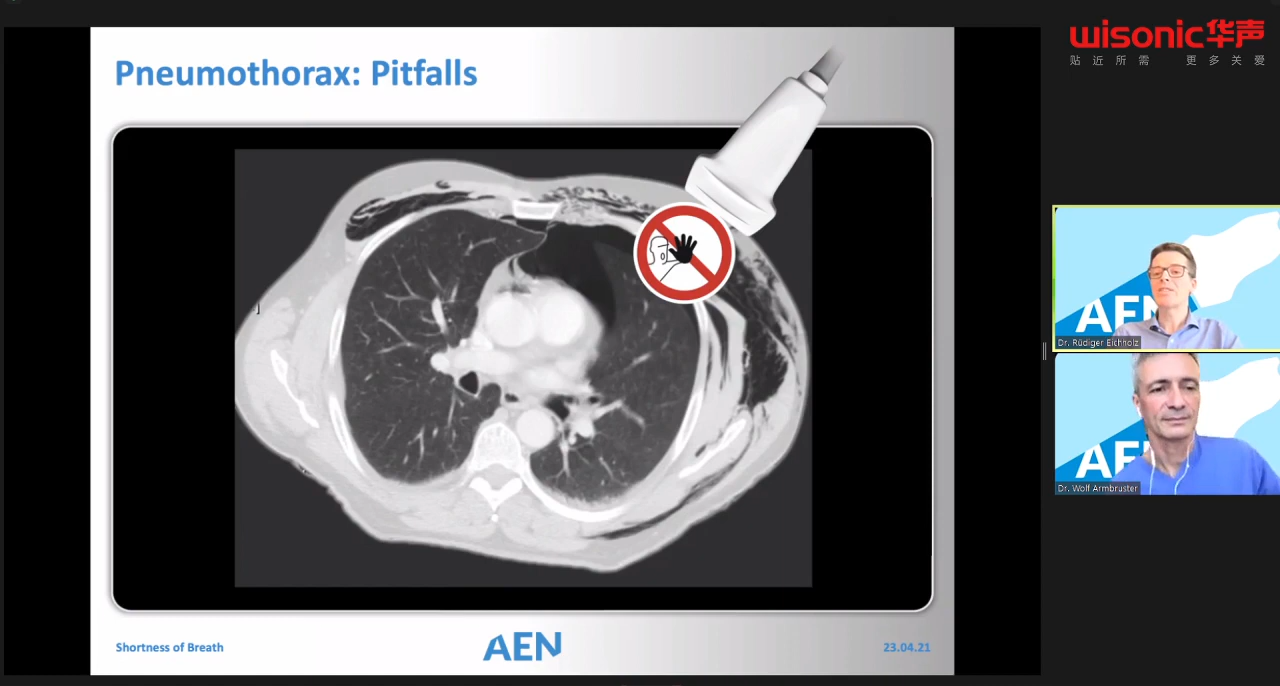 Pneumothorax: Pitfalls
wisonic华声
贴近所需 更多关爱
AEN
Dr. Rüdiger Eichholz
AEN
Dr. Wolf Armbruster
Shortness of Breath
AEN
23.04.21